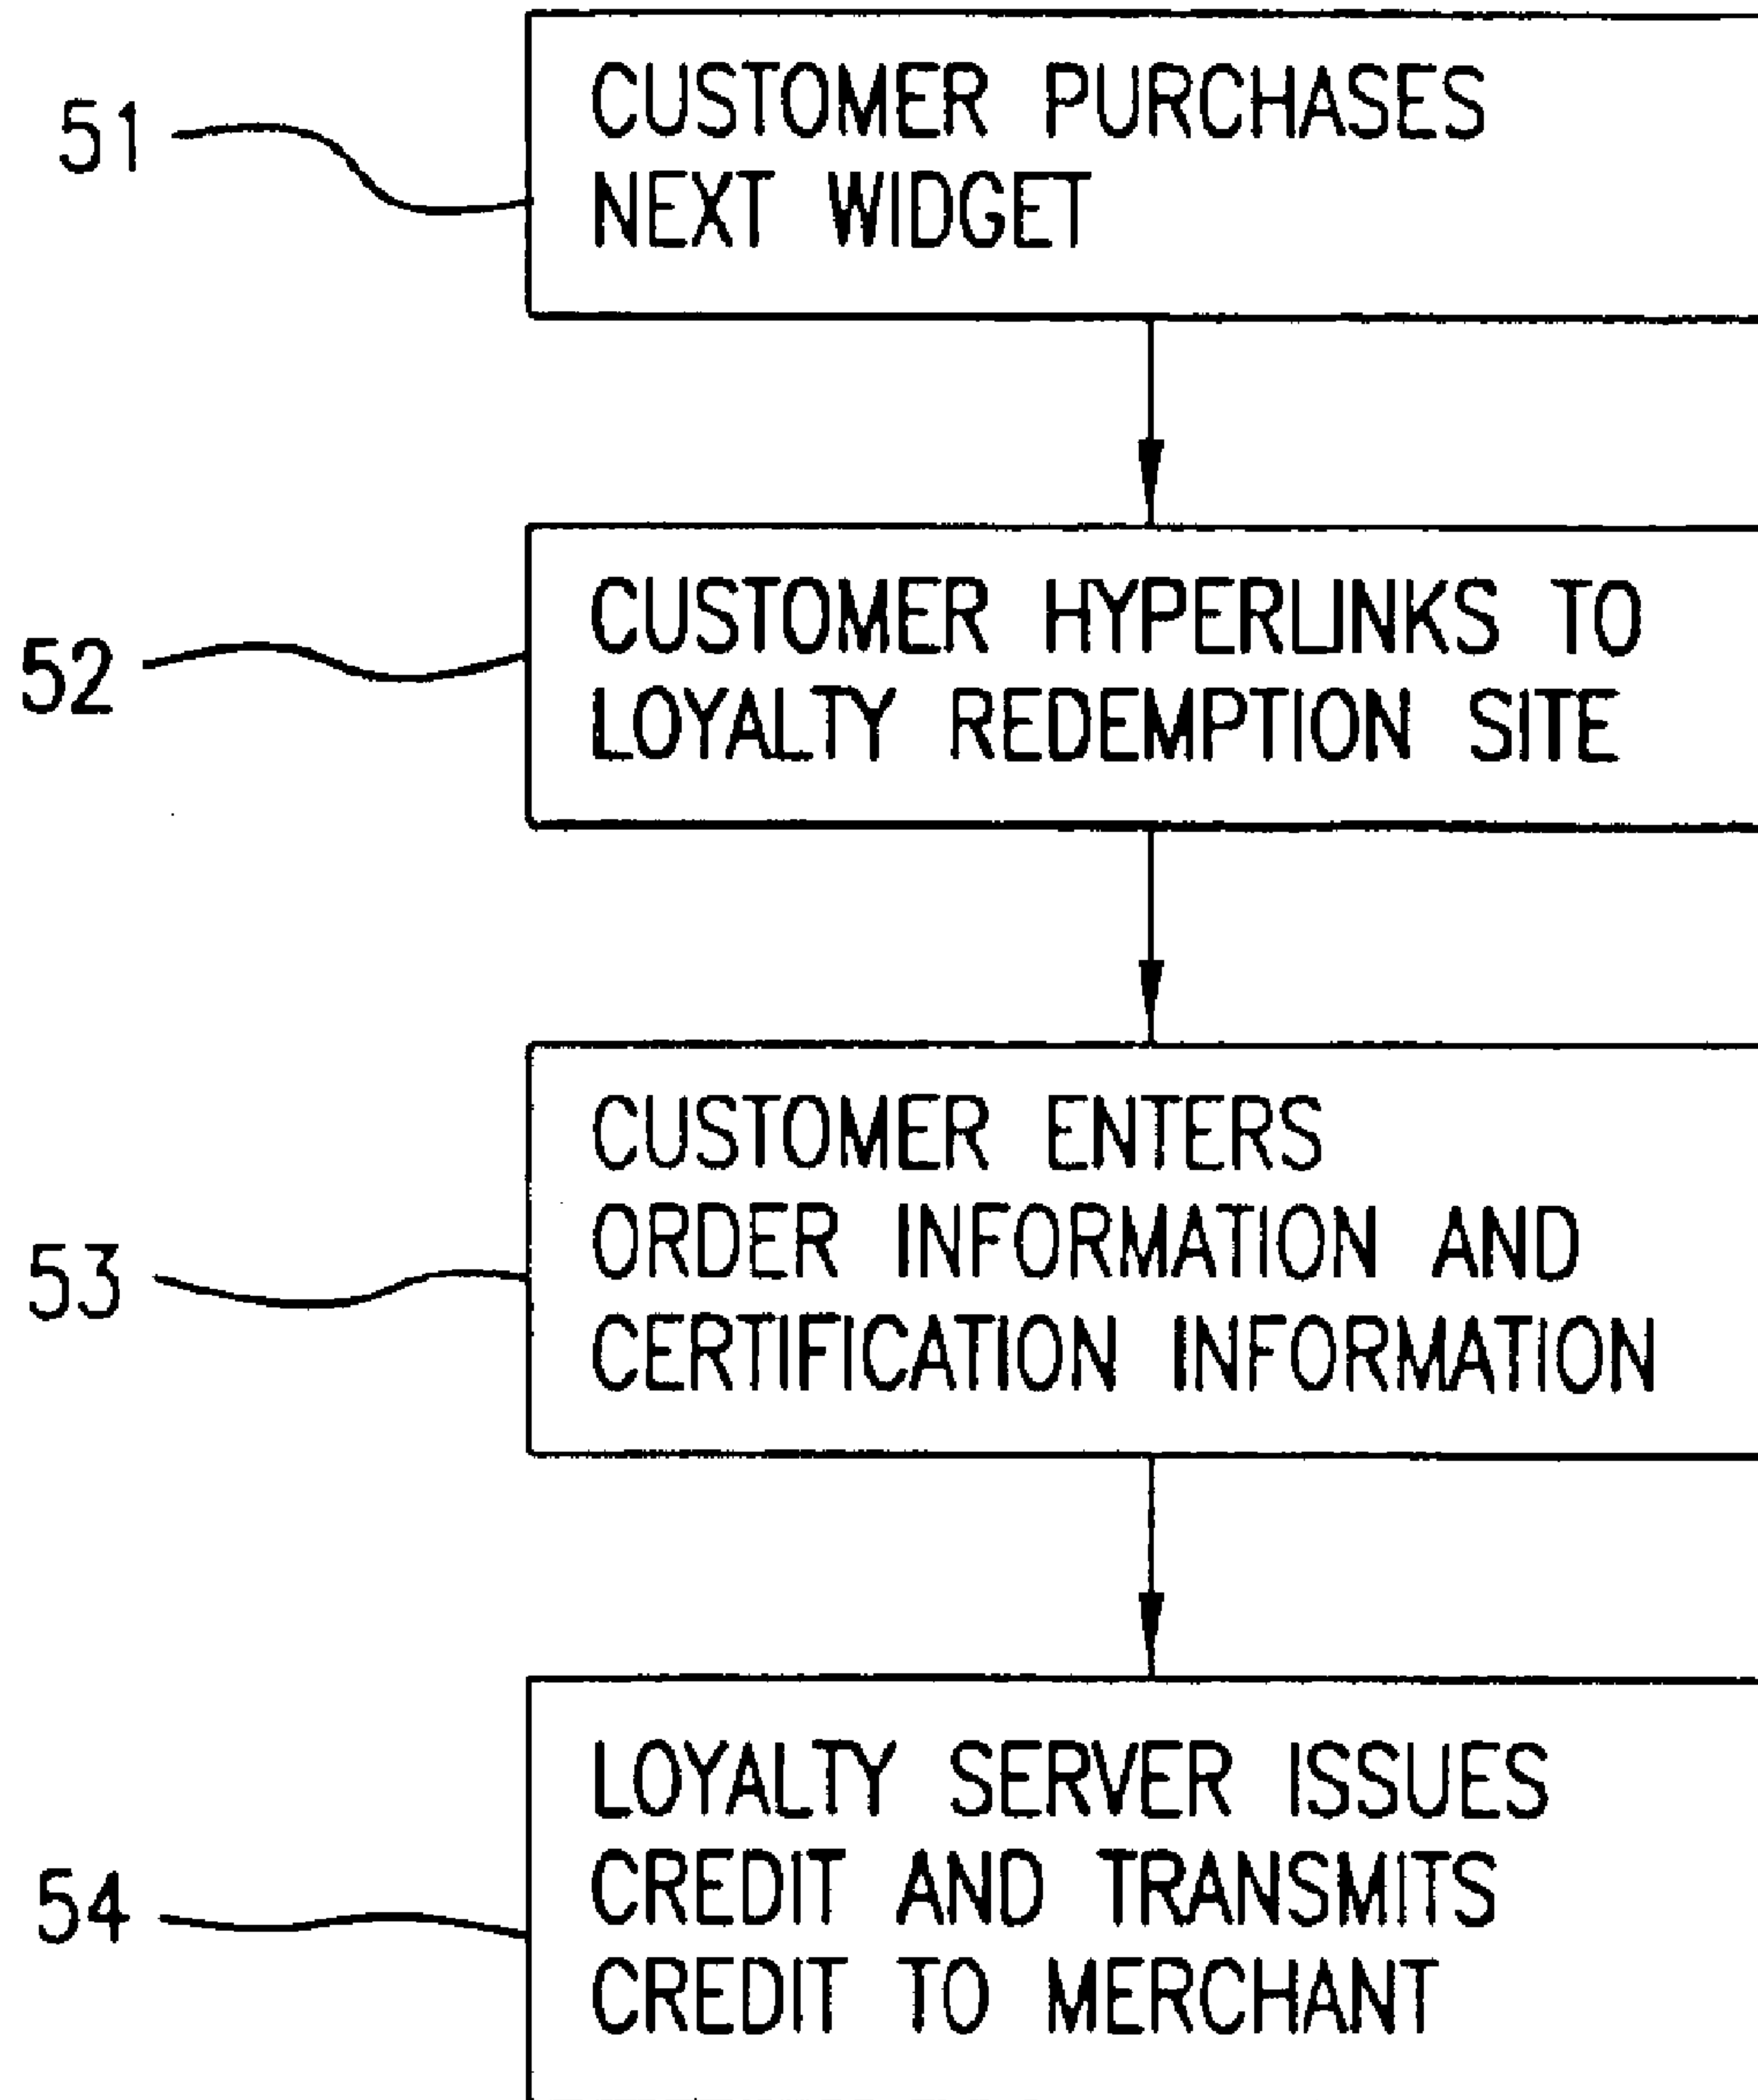 51
CUSTOMER PURCHASES
NEXT WIDGET
52
CUSTOMER HYPERLINKS TO
LOYALTY REDEMPTION SITE
53
CUSTOMER ENTERS
ORDER INFORMATION AND
CERTIFICATION INFORMATION
54
LOYALTY SERVER ISSUES
CREDIT AND TRANSMITS
CREDIT TO MERCHANT